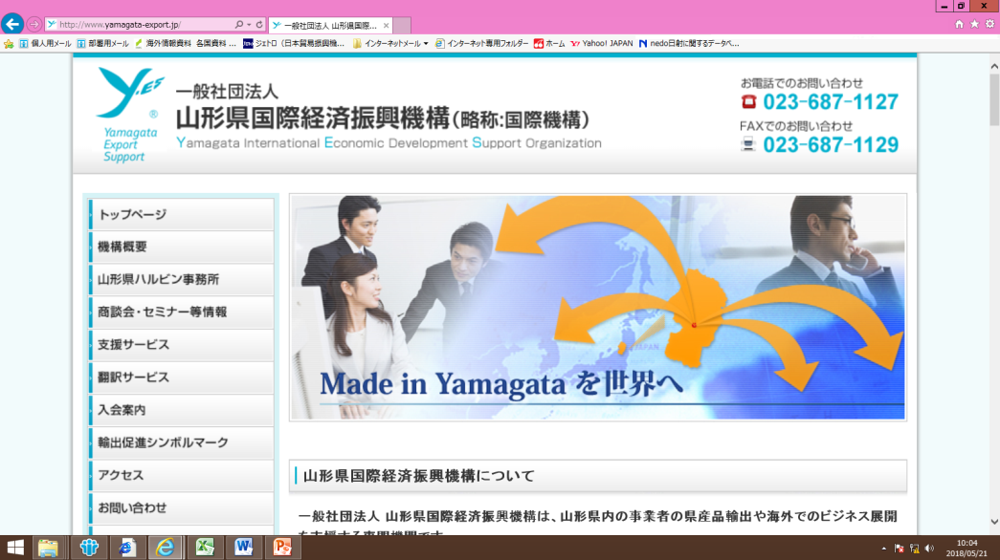 http://www.yamagata-export.jp/
一般社団法人 山形県国際...
個人用メール 部署用メール 海外情報資料 各国資料 ... ジェトロ（日本貿易振興機... インターネットメール インターネット専用フォルダー ホーム Yahoo! JAPAN nedo日射に関するデータベ...
Y.ES
®
Yamagata
Export
Support
一般社団法人
山形県国際経済振興機構(略称:国際機構)
Yamagata International Economic Development Support Organization
お電話でのお問い合わせ
023-687-1127
FAXでのお問い合わせ
023-687-1129
トップページ
機構概要
山形県ハルビン事務所
商談会・セミナー等情報
支援サービス
翻訳サービス
入会案内
輸出促進シンボルマーク
アクセス
お問い合わせ
JAPAN
Made in Yamagata を世界へ
山形県国際経済振興機構について
一般社団法人 山形県国際経済振興機構は、山形県内の事業者の県産品輸出や海外でのビジネス展開
を支援する専門機関です
10:04
2018/05/21